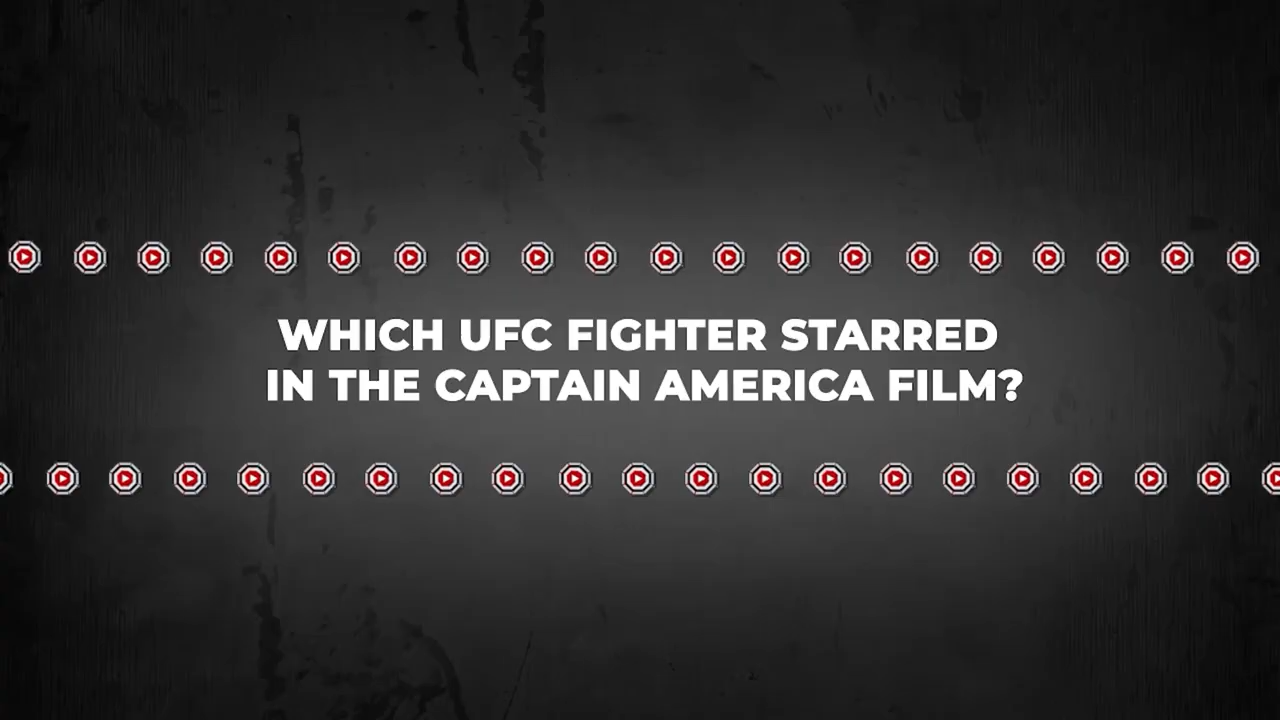 WHICH UFC FIGHTER STARRED
IN THE CAPTAIN AMERICA FILM?